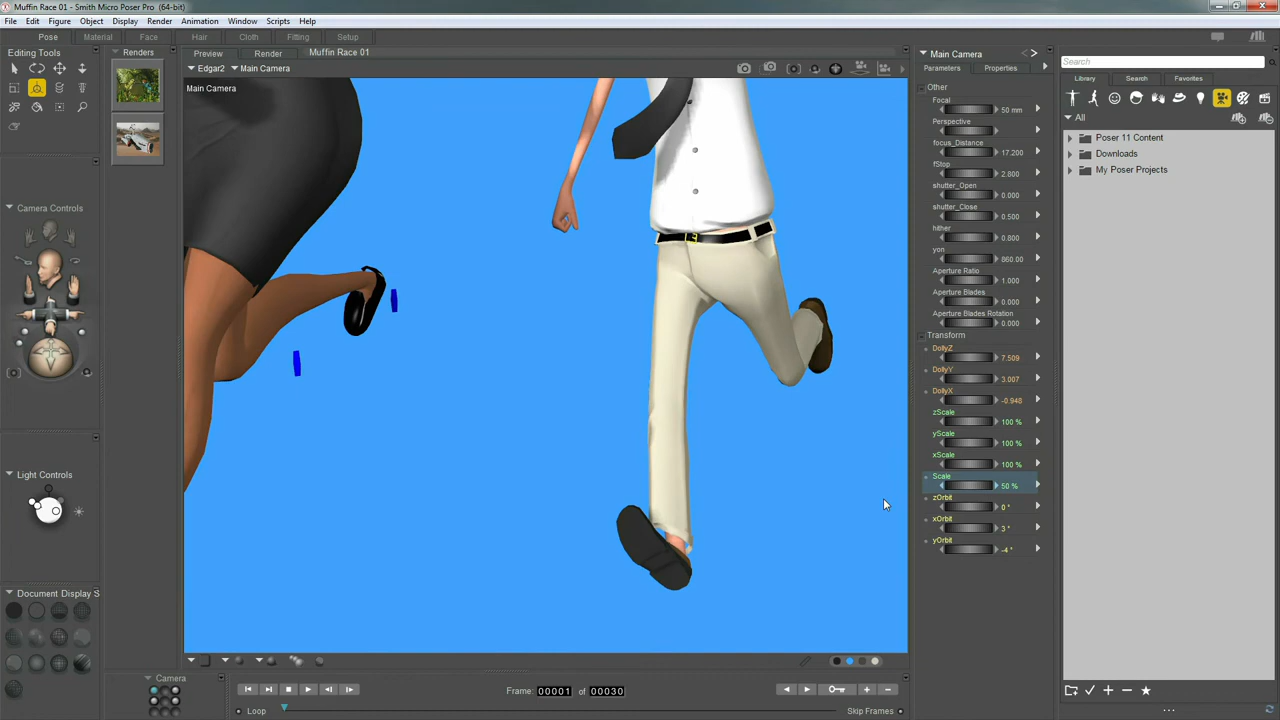 Muffin Race 01 - Smith Micro Poser Pro (64-bit)
File Edit Figure Object Display Render Animation Window Scripts Help
Pose Material Face Hair Cloth Fitting Setup
Editing Tools
Renders
Preview Render Muffin Race 01
Edgar2 Main Camera
Main Camera
Camera Controls
Light Controls
Document Display S
Camera
Frame: 00001 of 00030
Loop
Skip Frames
Main Camera
Parameters Properties
Other
Focal
50 mm
Perspective
focus_Distance
17.200
fStop
2.800
shutter_Open
0.000
shutter_Close
0.500
hither
0.800
yon
860.00
Aperture Ratio
1.000
Aperture Blades
0.000
Aperture Blades Rotation
0.000
Transform
DollyZ
7.509
DollyY
3.007
DollyX
-0.948
zScale
100 %
yScale
100 %
xScale
100 %
Scale
50 %
zOrbit
0 °
xOrbit
3 °
yOrbit
-4 °
Search
Library Search Favorites
All
Poser 11 Content
Downloads
My Poser Projects